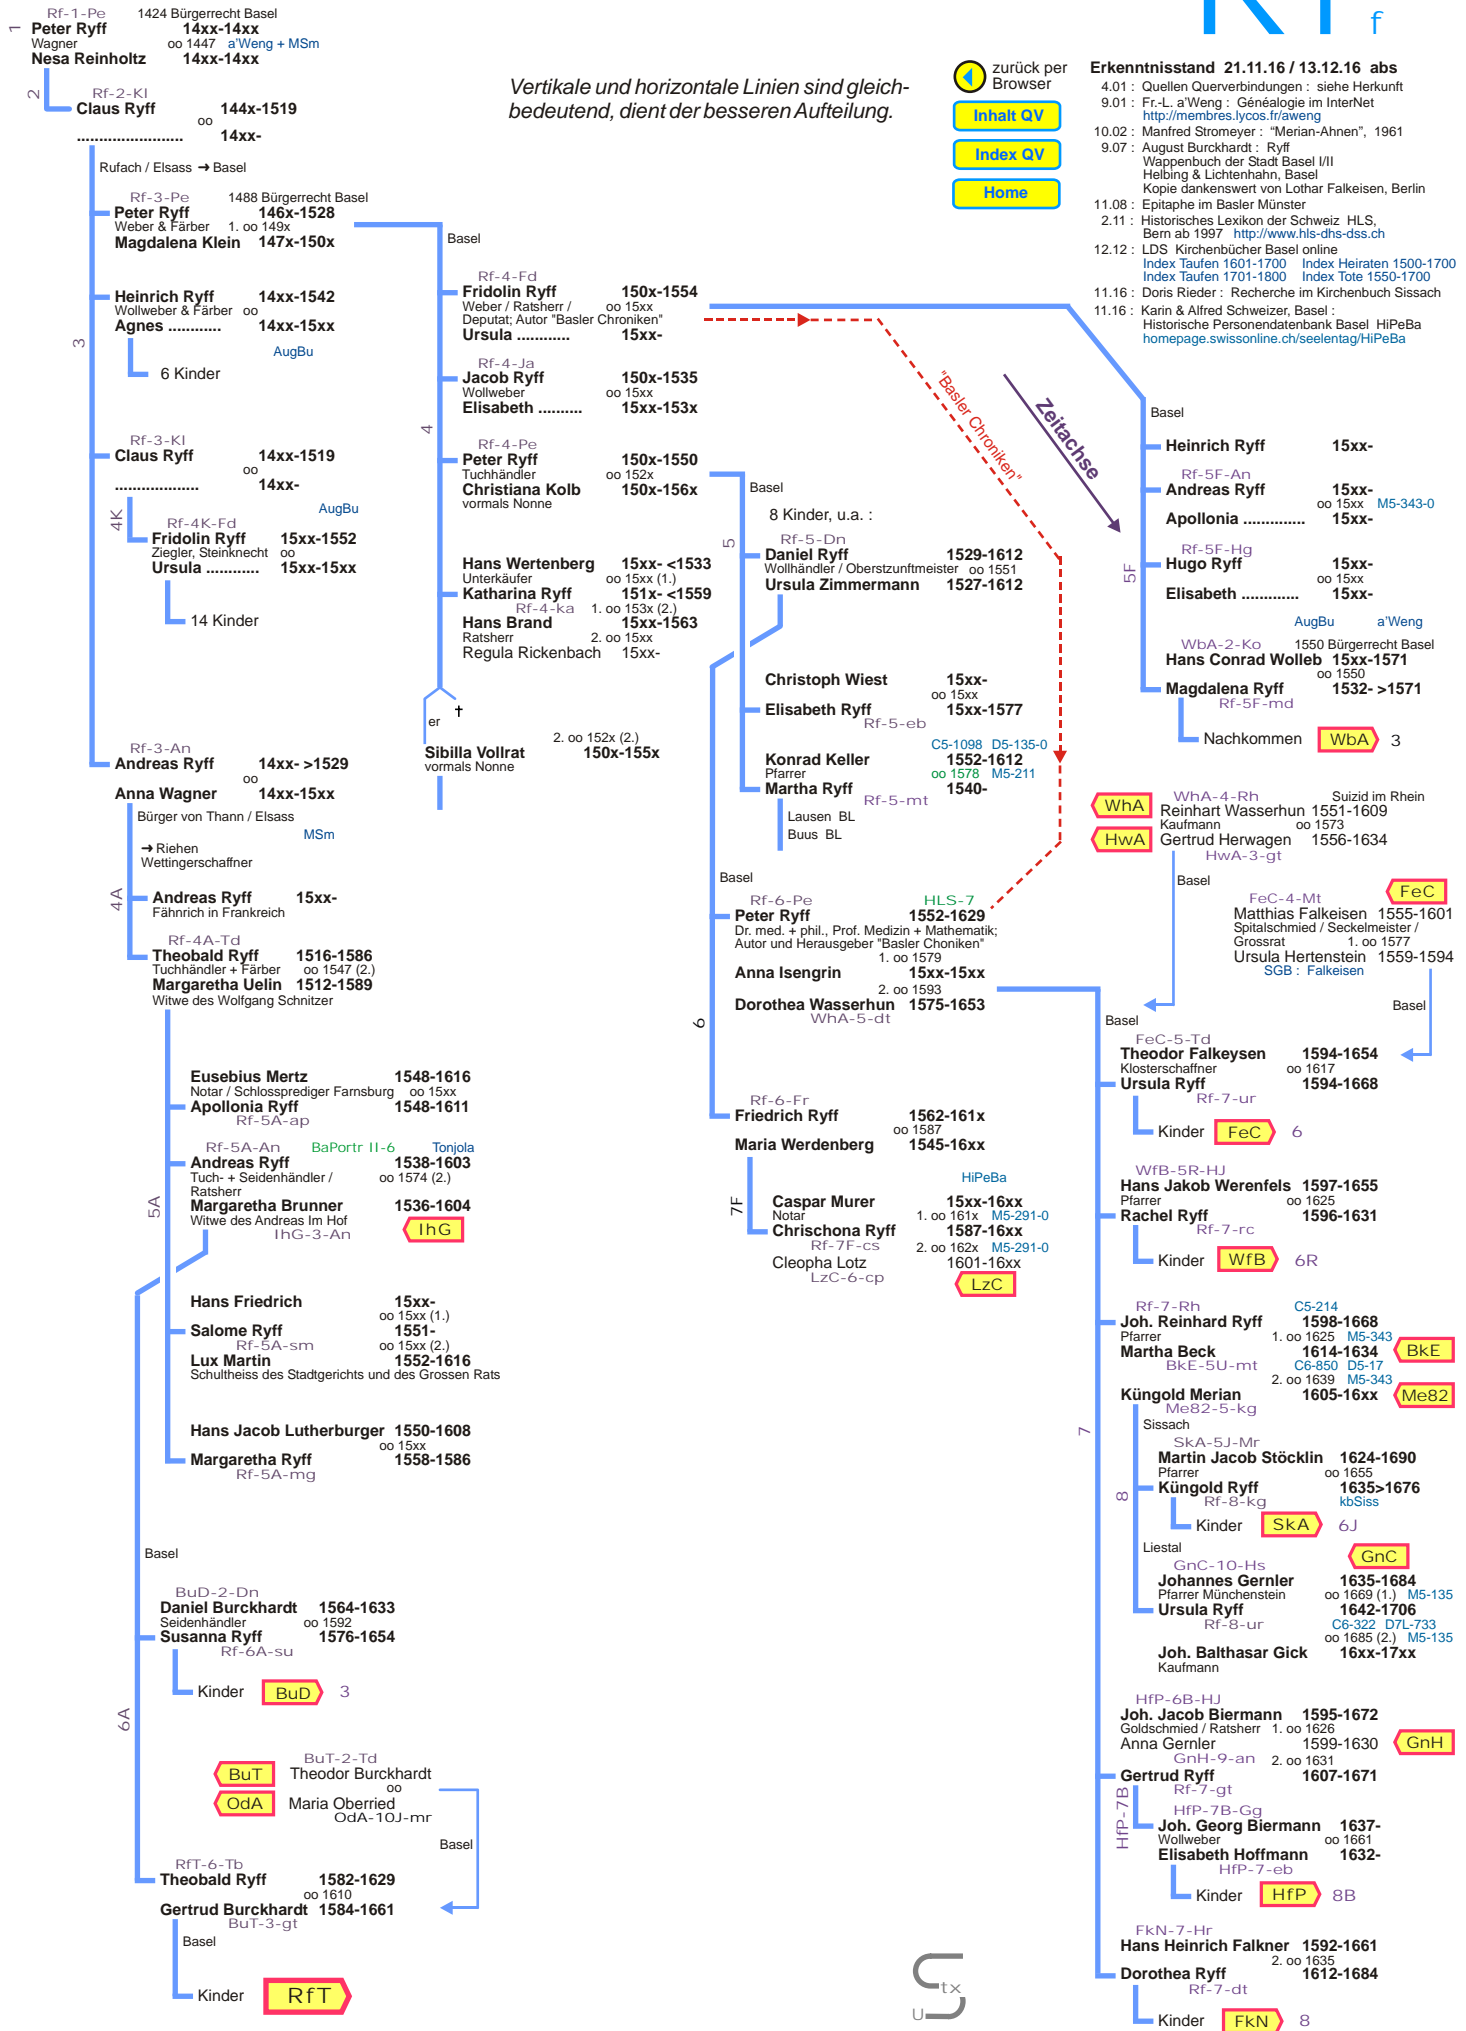 Rf
f
1
Rf-1-Pe 1424 Bürgerrecht Basel
Peter Ryff 14xx-14xx
Wagner oo 1447 a'Weng + MSm
Nesa Reinholtz 14xx-14xx
2
Rf-2-Kl
Claus Ryff 144x-1519
oo
........................ 14xx-
Rufach / Elsass ➔ Basel
3
Rf-3-Pe 1488 Bürgerrecht Basel
Peter Ryff 146x-1528
Weber & Färber 1. oo 149x
Magdalena Klein 147x-150x
Heinrich Ryff 14xx-1542
Wollweber & Färber oo
Agnes ............ 14xx-15xx
AugBu
6 Kinder
Rf-3-Kl
Claus Ryff 14xx-1519
oo
................... 14xx-
AugBu
4K
Rf-4K-Fd
Fridolin Ryff 15xx-1552
Ziegler, Steinknecht oo
Ursula ............ 15xx-15xx
14 Kinder
Rf-3-An
Andreas Ryff 14xx- >1529
oo
Anna Wagner 14xx-15xx
Bürger von Thann / Elsass
MSm
➔ Riehen
Wettingerschaffner
4A
Andreas Ryff 15xx-
Fähnrich in Frankreich
Rf-4A-Td
Theobald Ryff 1516-1586
Tuchhändler + Färber oo 1547 (2.)
Margaretha Uelin 1512-1589
Witwe des Wolfgang Schnitzer
5A
Eusebius Mertz 1548-1616
Notar / Schlossprediger Farnsburg oo 15xx
Apollonia Ryff 1548-1611
Rf-5A-ap
Rf-5A-An BaPortr II-6 Tonjola
Andreas Ryff 1538-1603
Tuch- + Seidenhändler / oo 1574 (2.)
Ratsherr
Margaretha Brunner 1536-1604
Witwe des Andreas Im Hof
IhG-3-An
IhG
Hans Friedrich 15xx-
oo 15xx (1.)
Salome Ryff 1551-
Rf-5A-sm oo 15xx (2.)
Lux Martin 1552-1616
Schultheiss des Stadtgerichts und des Grossen Rats
Hans Jacob Lutherburger 1550-1608
oo 15xx
Margaretha Ryff 1558-1586
Rf-5A-mg
Basel
6A
BuD-2-Dn
Daniel Burckhardt 1564-1633
Seidenhändler oo 1592
Susanna Ryff 1576-1654
Rf-6A-su
Kinder BuD 3
BuT-2-Td
BuT Theodor Burckhardt
oo
OdA Maria Oberried
OdA-10J-mr
Basel
RfT-6-Tb
Theobald Ryff 1582-1629
oo 1610
Gertrud Burckhardt 1584-1661
BuT-3-gt
Basel
Kinder RfT
Vertikale und horizontale Linien sind gleich-
bedeutend, dient der besseren Aufteilung.
4
Basel
Rf-4-Fd
Fridolin Ryff 150x-1554
Weber / Ratsherr / oo 15xx
Deputat; Autor "Basler Chroniken"
Ursula ............ 15xx-
Rf-4-Ja
Jacob Ryff 150x-1535
Wollweber oo 15xx
Elisabeth .......... 15xx-153x
Rf-4-Pe
Peter Ryff 150x-1550
Tuchhändler oo 152x
Christiana Kolb 150x-156x
vormals Nonne
Hans Wertenberg 15xx- <1533
Unterkäufer oo 15xx (1.)
Katharina Ryff 151x- <1559
Rf-4-ka 1. oo 153x (2.)
Hans Brand 15xx-1563
Ratsherr 2. oo 15xx
Regula Rickenbach 15xx-
er †
2. oo 152x (2.)
Sibilla Vollrat 150x-155x
vormals Nonne
"Basler Chroniken"
Zeitachse
5
Basel
8 Kinder, u.a. :
Rf-5-Dn
Daniel Ryff 1529-1612
Wollhändler / Oberstzunftmeister oo 1551
Ursula Zimmermann 1527-1612
Christoph Wiest 15xx-
oo 15xx
Elisabeth Ryff 15xx-1577
Rf-5-eb
C5-1098 D5-135-0
Konrad Keller 1552-1612
Pfarrer oo 1578 M5-211
Martha Ryff 1540-
Rf-5-mt
Lausen BL
Buus BL
6
Basel
Rf-6-Pe HLS-7
Peter Ryff 1552-1629
Dr. med. + phil., Prof. Medizin + Mathematik;
Autor und Herausgeber "Basler Choniken"
1. oo 1579
Anna Isengrin 15xx-15xx
2. oo 1593
Dorothea Wasserhun 1575-1653
WhA-5-dt
Rf-6-Fr
Friedrich Ryff 1562-161x
oo 1587
Maria Werdenberg 1545-16xx
HiPeBa
7F
Caspar Murer 15xx-16xx
Notar 1. oo 161x M5-291-0
Chrischona Ryff 1587-16xx
Rf-7F-cs 2. oo 162x M5-291-0
Cleopha Lotz 1601-16xx
LzC-6-cp
LzC
zurück per
Browser
Inhalt QV
Index QV
Home
Erkenntnisstand 21.11.16 / 13.12.16 abs
4.01 : Quellen Querverbindungen : siehe Herkunft
9.01 : Fr.-L. a'Weng : Généalogie im InterNet
http://membres.lycos.fr/aweng
10.02 : Manfred Stromeyer : "Merian-Ahnen", 1961
9.07 : August Burckhardt : Ryff
Wappenbuch der Stadt Basel I/II
Helbing & Lichtenhahn, Basel
Kopie dankenswert von Lothar Falkeisen, Berlin
11.08 : Epitaphe im Basler Münster
2.11 : Historisches Lexikon der Schweiz HLS,
Bern ab 1997 http://www.hls-dhs-dss.ch
12.12 : LDS Kirchenbücher Basel online
Index Taufen 1601-1700 Index Heiraten 1500-1700
Index Taufen 1701-1800 Index Tote 1550-1700
11.16 : Doris Rieder : Recherche im Kirchenbuch Sissach
11.16 : Karin & Alfred Schweizer, Basel :
Historische Personendatenbank Basel HiPeBa
homepage.swissonline.ch/seelentag/HiPeBa
5F
Basel
Heinrich Ryff 15xx-
Rf-5F-An
Andreas Ryff 15xx-
oo 15xx M5-343-0
Apollonia .............. 15xx-
Rf-5F-Hg
Hugo Ryff 15xx-
oo 15xx
Elisabeth ............. 15xx-
AugBu a'Weng
WbA-2-Ko 1550 Bürgerrecht Basel
Hans Conrad Wolleb 15xx-1571
oo 1550
Magdalena Ryff 1532- >1571
Rf-5F-md
Nachkommen WbA 3
WhA-4-Rh Suizid im Rhein
WhA Reinhart Wasserhun 1551-1609
Kaufmann oo 1573
HwA Gertrud Herwagen 1556-1634
HwA-3-gt
Basel
FeC
FeC-4-Mt
Matthias Falkeisen 1555-1601
Spitalschmied / Seckelmeister /
Grossrat 1. oo 1577
Ursula Hertenstein 1559-1594
SGB : Falkeisen
Basel
7
Basel
FeC-5-Td
Theodor Falkeysen 1594-1654
Klosterschaffner oo 1617
Ursula Ryff 1594-1668
Rf-7-ur
Kinder FeC 6
WfB-5R-HJ
Hans Jakob Werenfels 1597-1655
Pfarrer oo 1625
Rachel Ryff 1596-1631
Rf-7-rc
Kinder WfB 6R
Rf-7-Rh C5-214
Joh. Reinhard Ryff 1598-1668
Pfarrer 1. oo 1625 M5-343
Martha Beck 1614-1634 BkE
BkE-5U-mt C6-850 D5-17
2. oo 1639 M5-343
Küngold Merian 1605-16xx Me82
Me82-5-kg
Sissach
8
SkA-5J-Mr
Martin Jacob Stöcklin 1624-1690
Pfarrer oo 1655
Küngold Ryff 1635>1676
Rf-8-kg kbSiss
Kinder SkA 6J
Liestal
GnC
GnC-10-Hs
Johannes Gernler 1635-1684
Pfarrer Münchenstein oo 1669 (1.) M5-135
Ursula Ryff 1642-1706
Rf-8-ur C6-322 D7L-733
oo 1685 (2.) M5-135
Joh. Balthasar Gick 16xx-17xx
Kaufmann
HfP-6B-HJ
Joh. Jacob Biermann 1595-1672
Goldschmied / Ratsherr 1. oo 1626
Anna Gernler 1599-1630 GnH
GnH-9-an 2. oo 1631
Gertrud Ryff 1607-1671
Rf-7-gt
HfP-7B
HfP-7B-Gg
Joh. Georg Biermann 1637-
Wollweber oo 1661
Elisabeth Hoffmann 1632-
HfP-7-eb
Kinder HfP 8B
FkN-7-Hr
Hans Heinrich Falkner 1592-1661
2. oo 1635
Dorothea Ryff 1612-1684
Rf-7-dt
Kinder FkN 8
tx
U